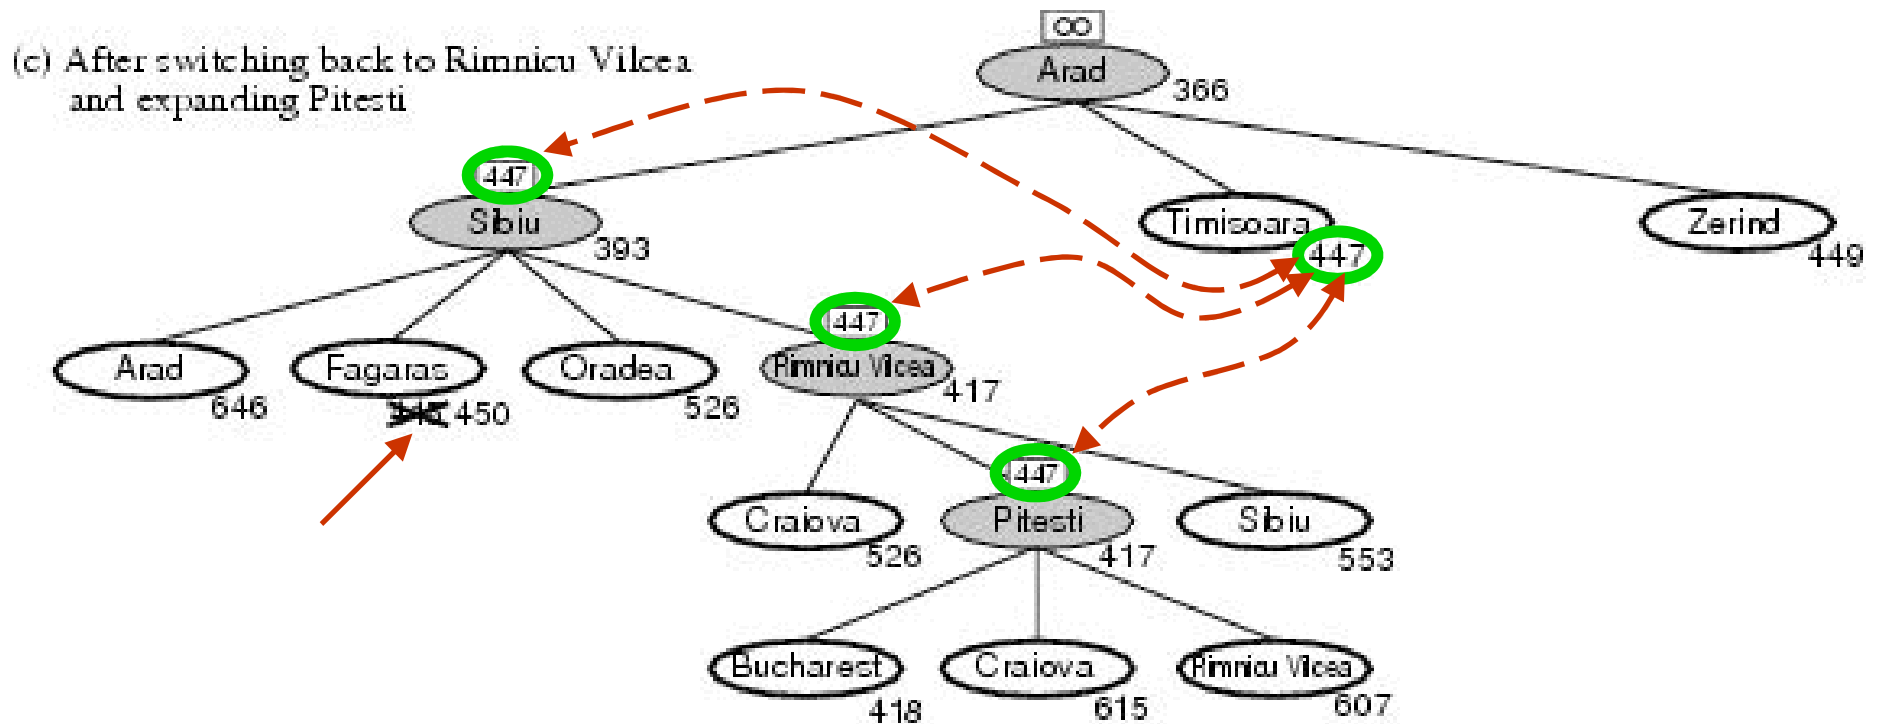 ∞
(c) After switching back to Rimnicu Vilcea
and expanding Pitesti
Arad
366
447
Sibiu
393
Timisoara
447
Zerind
449
447
Arad
646
Fagaras
450
Oradea
526
Rimnicu Vilcea
417
447
Craiova
526
Pitesti
417
Sibiu
553
Bucharest
418
Craiova
615
Rimnicu Vilcea
607